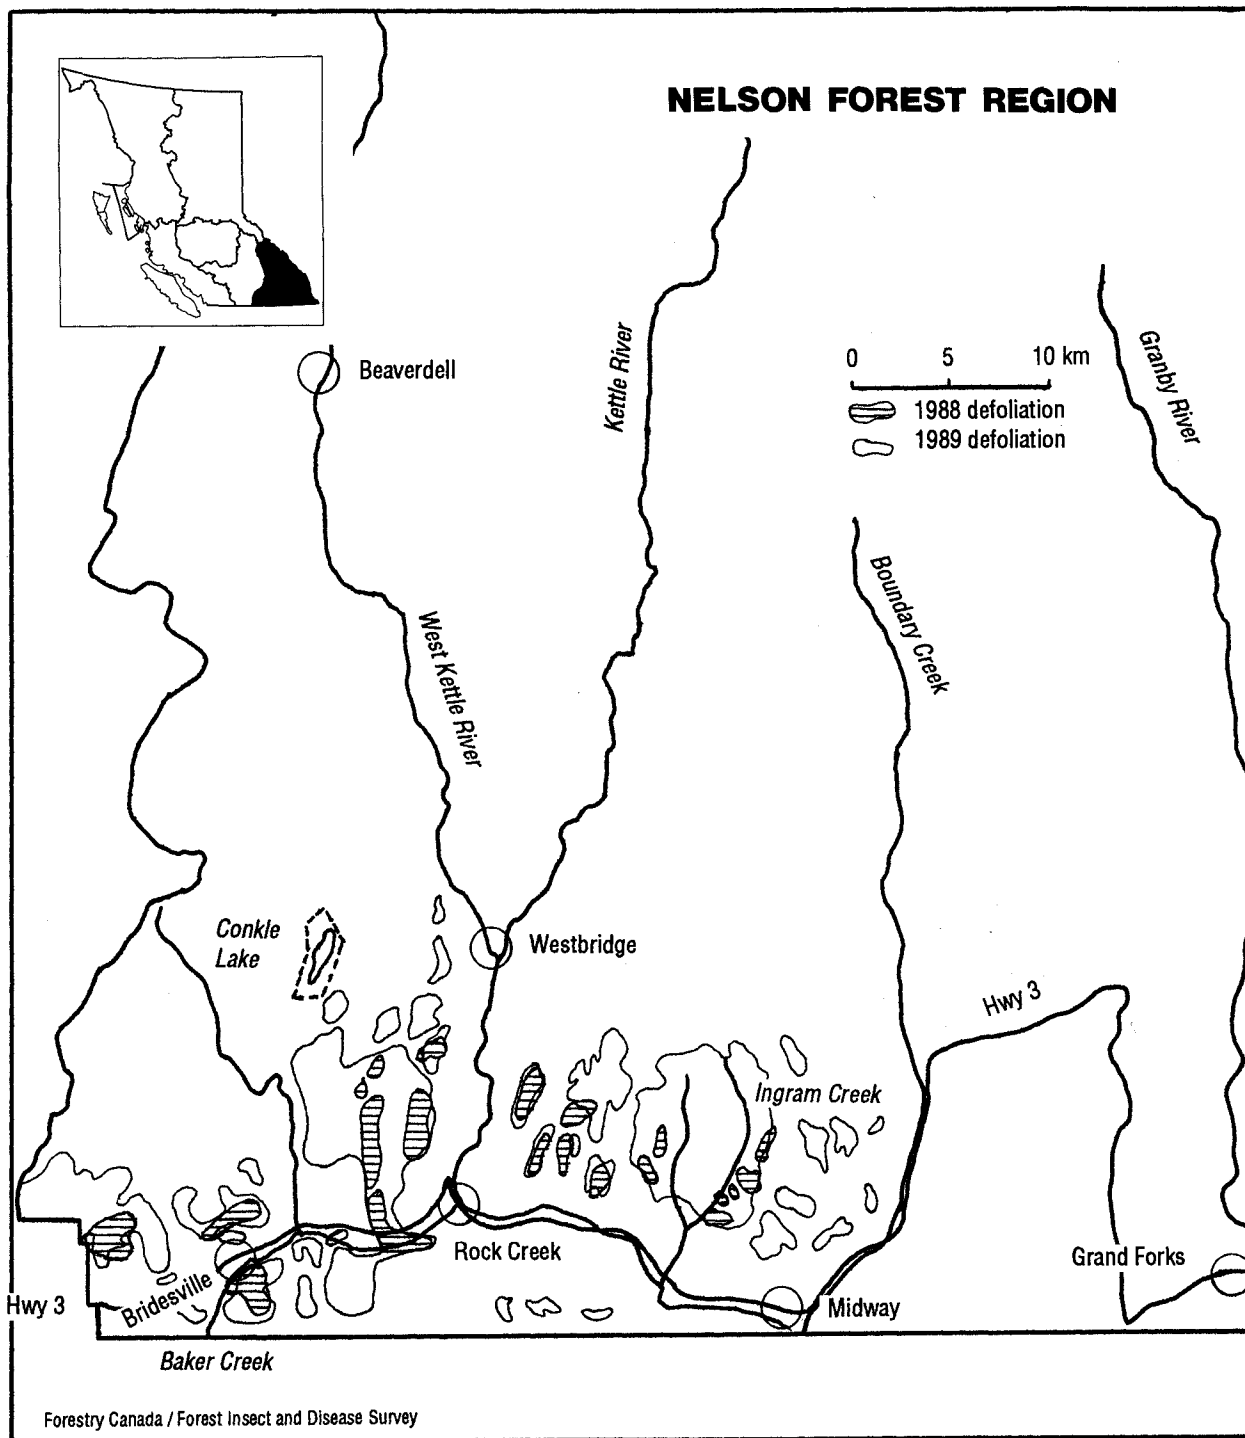 NELSON FOREST REGION
Beaverdell
Kettle River
0 5 10 km
1988 defoliation
1989 defoliation
Granby River
Boundary Creek
West Kettle River
Conkle
Lake
Westbridge
Hwy 3
Ingram Creek
Rock Creek
Grand Forks
Bridesville
Hwy 3
Midway
Baker Creek
Forestry Canada / Forest Insect and Disease Survey